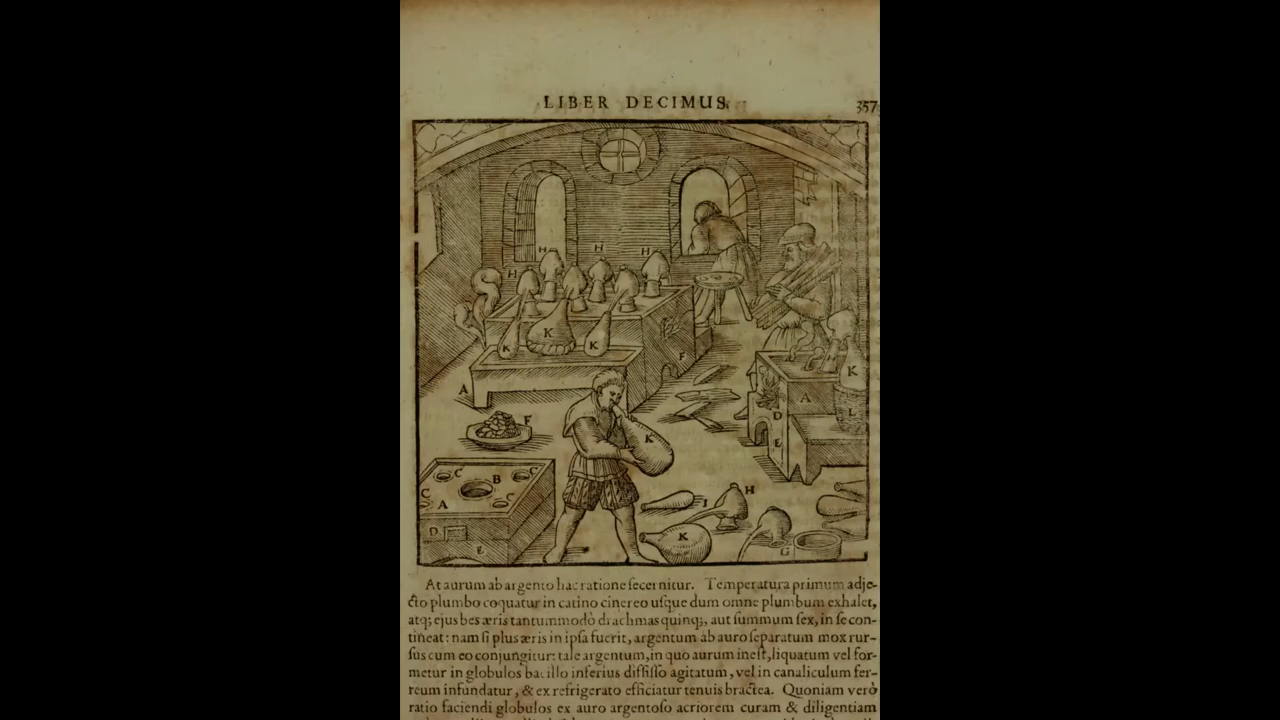 LIBER DECIMUS.
357
H
H
H
H
K
K
K
F
A
K
A
L
D
E
F
K
C
C
B
C
C
A
D
E
I
H
K
G
At aurum ab argento hac ratione ſecernitur. Temperatura primum adje-
cto plumbo coquatur in catino cinereo uſque dum omne plumbum exhalet,
atq; ejus bes æris tantummodò drachmas quinq;, aut ſummum ſex, in ſe con-
tineat: nam ſi plus æris in ipſa fuerit, argentum ab auro ſeparatum mox rur-
ſus cum eo conjungitur: tale argentum, in quo aurum ineſt, liquatum vel for-
metur in globulos bacillo inferius diffiſſo agitatum, vel in canaliculum fer-
reum infundatur, & ex refrigerato efficiatur tenuis bractea. Quoniam verò
ratio faciendi globulos ex auro argentoſo acriorem curam & diligentiam